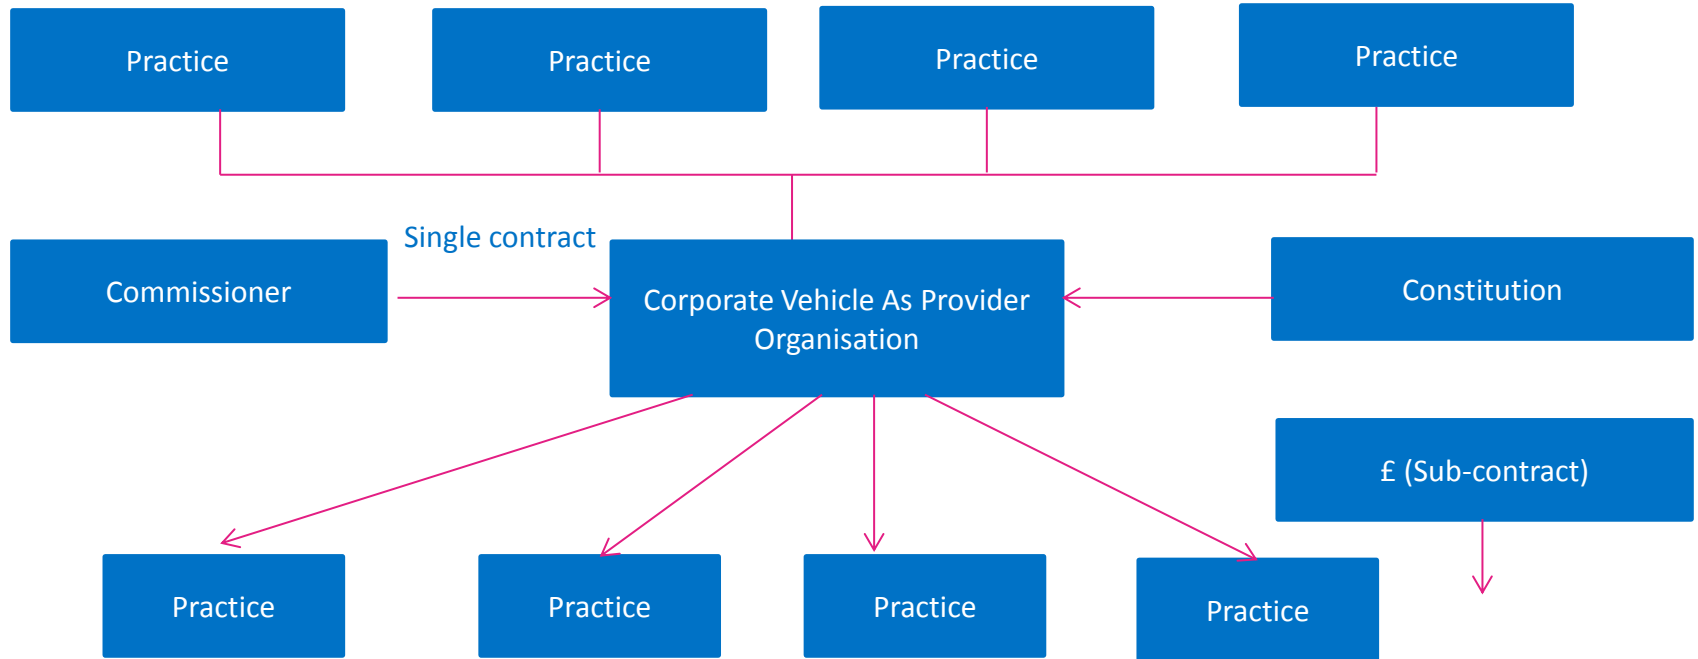 Practice
Practice
Practice
Practice
Single contract
Commissioner
Corporate Vehicle As Provider
Organisation
Constitution
£ (Sub-contract)
Practice
Practice
Practice
Practice